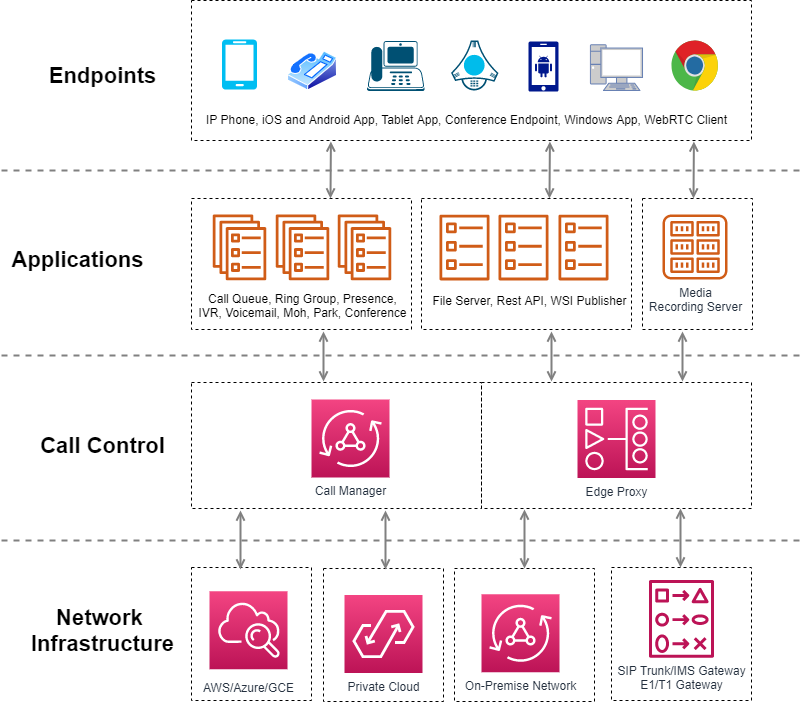 Endpoints
IP Phone, iOS and Android App, Tablet App, Conference Endpoint, Windows App, WebRTC Client
Applications
Call Queue, Ring Group, Presence,
IVR, Voicemail, Moh, Park, Conference
File Server, Rest API, WSI Publisher
Media
Recording Server
Call Control
Call Manager
Edge Proxy
Network
Infrastructure
AWS/Azure/GCE
Private Cloud
On-Premise Network
SIP Trunk/IMS Gateway
E1/T1 Gateway